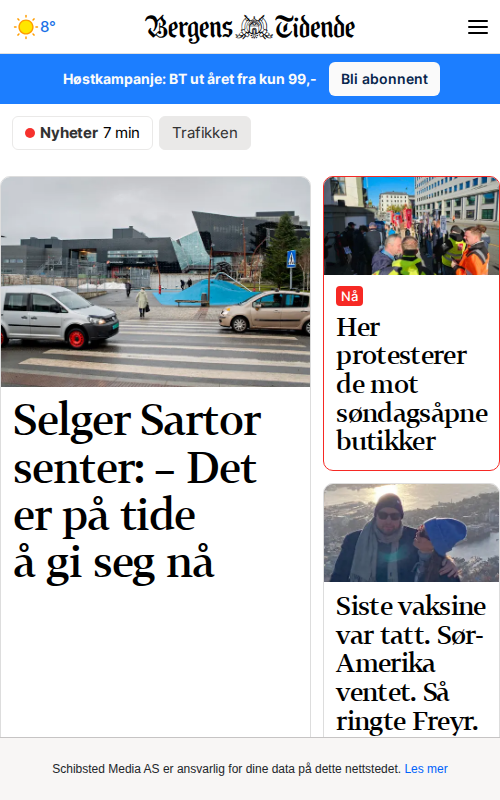 8°
Bergens Tidende
Høstkampanje: BT ut året fra kun 99,-
Bli abonnent
Nyheter 7 min
Trafikken
Selger Sartor
senter: – Det
er på tide
å gi seg nå
Nå
Her
protesterer
de mot
søndagsåpne
butikker
Siste vaksine
var tatt. Sør-
Amerika
ventet. Så
ringte Freyr.
Schibsted Media AS er ansvarlig for dine data på dette nettstedet. Les mer